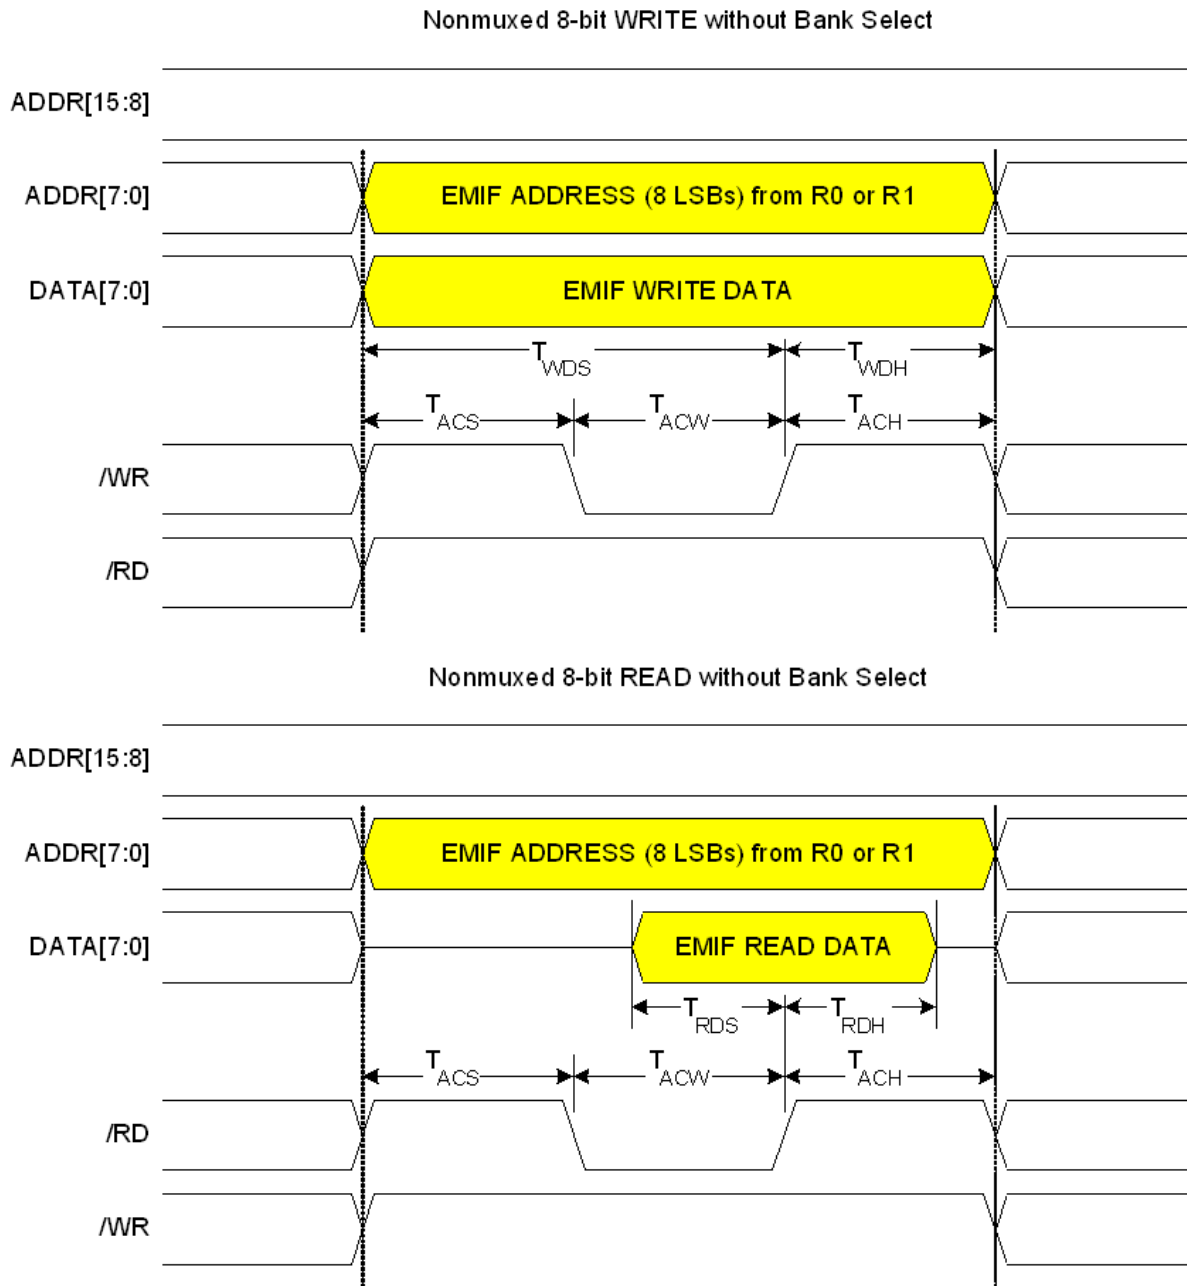 Nonmuxed 8-bit WRITE without Bank Select
ADDR[15:8]
ADDR[7:0]
EMIF ADDRESS (8 LSBs) from R0 or R1
DATA[7:0]
EMIF WRITE DATA
TWDS TWDH
TACS TACW TACH
/WR
/RD
Nonmuxed 8-bit READ without Bank Select
ADDR[15:8]
ADDR[7:0]
EMIF ADDRESS (8 LSBs) from R0 or R1
DATA[7:0]
EMIF READ DATA
TRDS TRDH
TACS TACW TACH
/RD
/WR